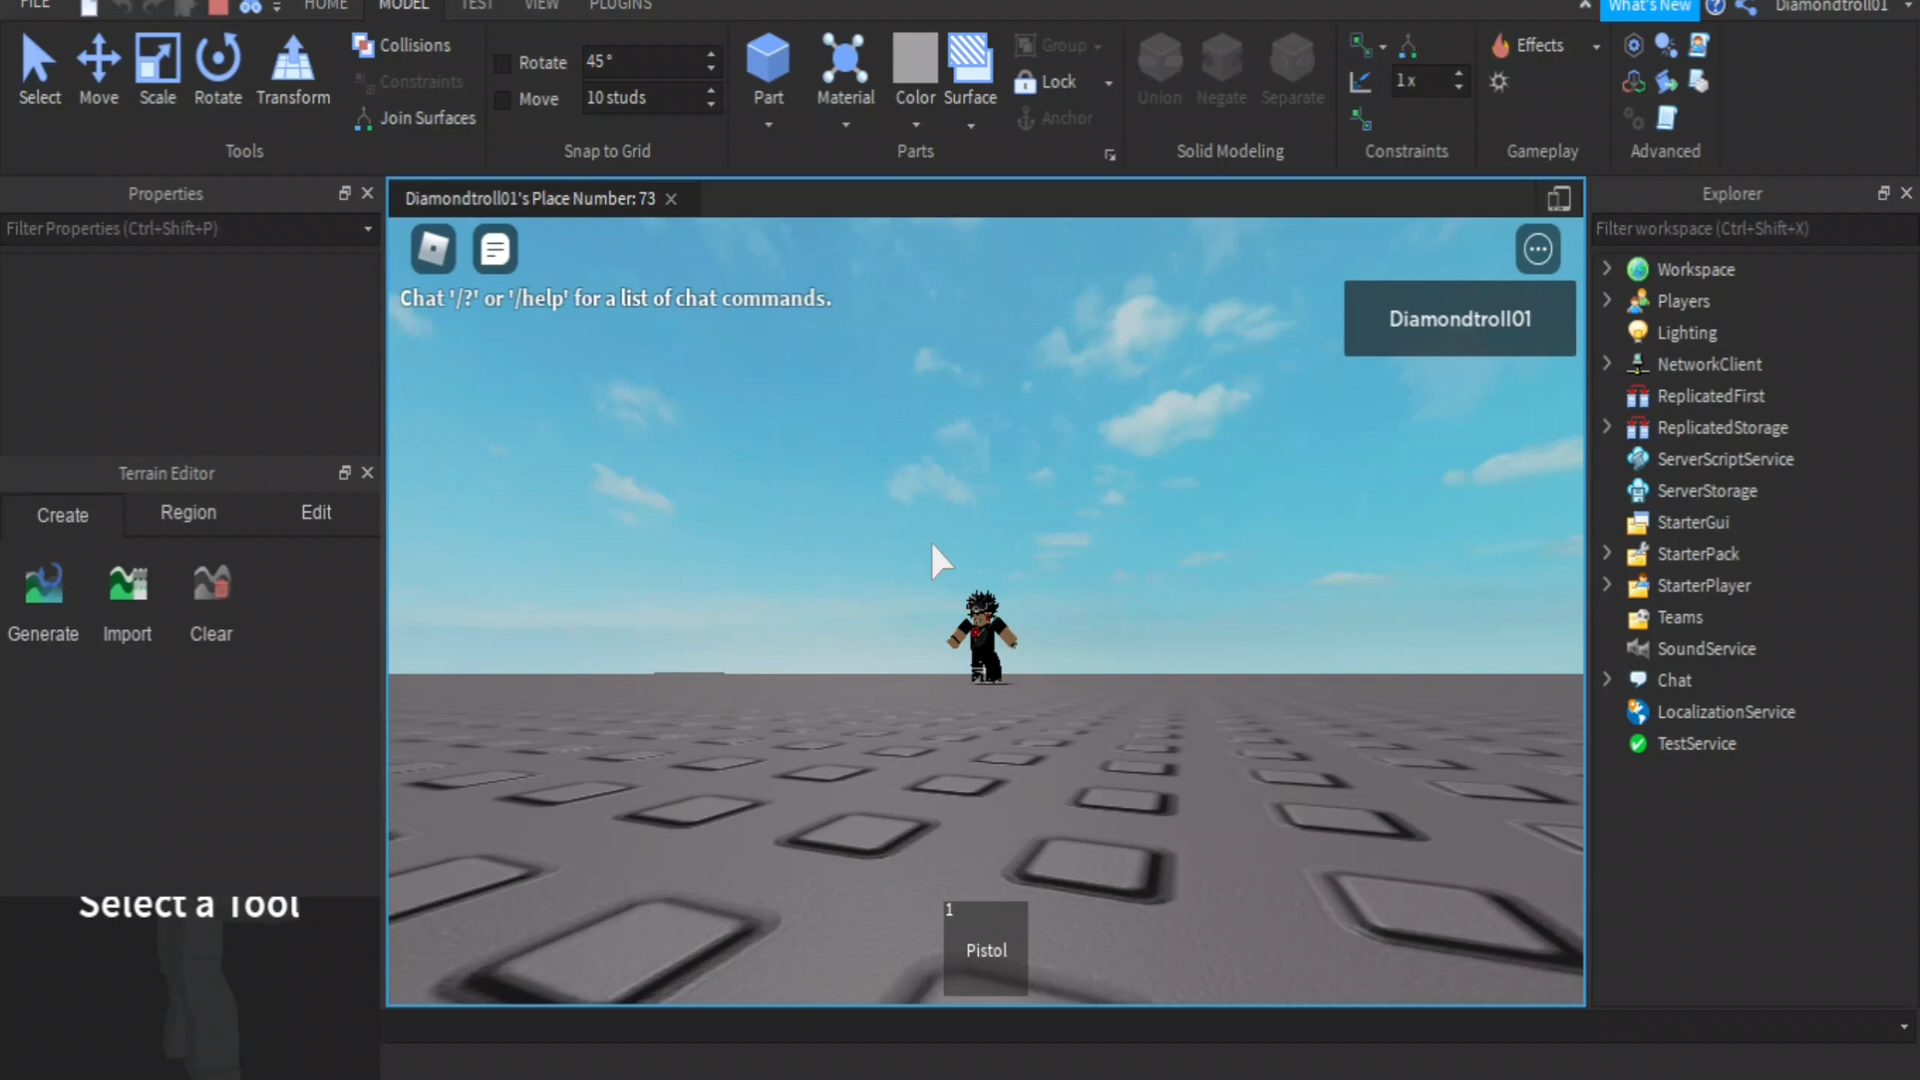 FILE HOME MODEL TEST VIEW PLUGINS What's New Diamondtroll01
Select Move Scale Rotate Transform
Collisions
Constraints
Join Surfaces
Tools
Rotate 45°
Move 10 studs
Snap to Grid
Part Material Color Surface
Group
Lock
Anchor
Parts
Union Negate Separate
Solid Modeling
1x
Constraints
Effects
Gameplay
Advanced
Properties
Filter Properties (Ctrl+Shift+P)
Terrain Editor
Create Region Edit
Generate Import Clear
Select a Tool
Diamondtroll01's Place Number: 73
Chat '/?' or '/help' for a list of chat commands.
Diamondtroll01
1
Pistol
Explorer
Filter workspace (Ctrl+Shift+X)
Workspace
Players
Lighting
NetworkClient
ReplicatedFirst
ReplicatedStorage
ServerScriptService
ServerStorage
StarterGui
StarterPack
StarterPlayer
Teams
SoundService
Chat
LocalizationService
TestService